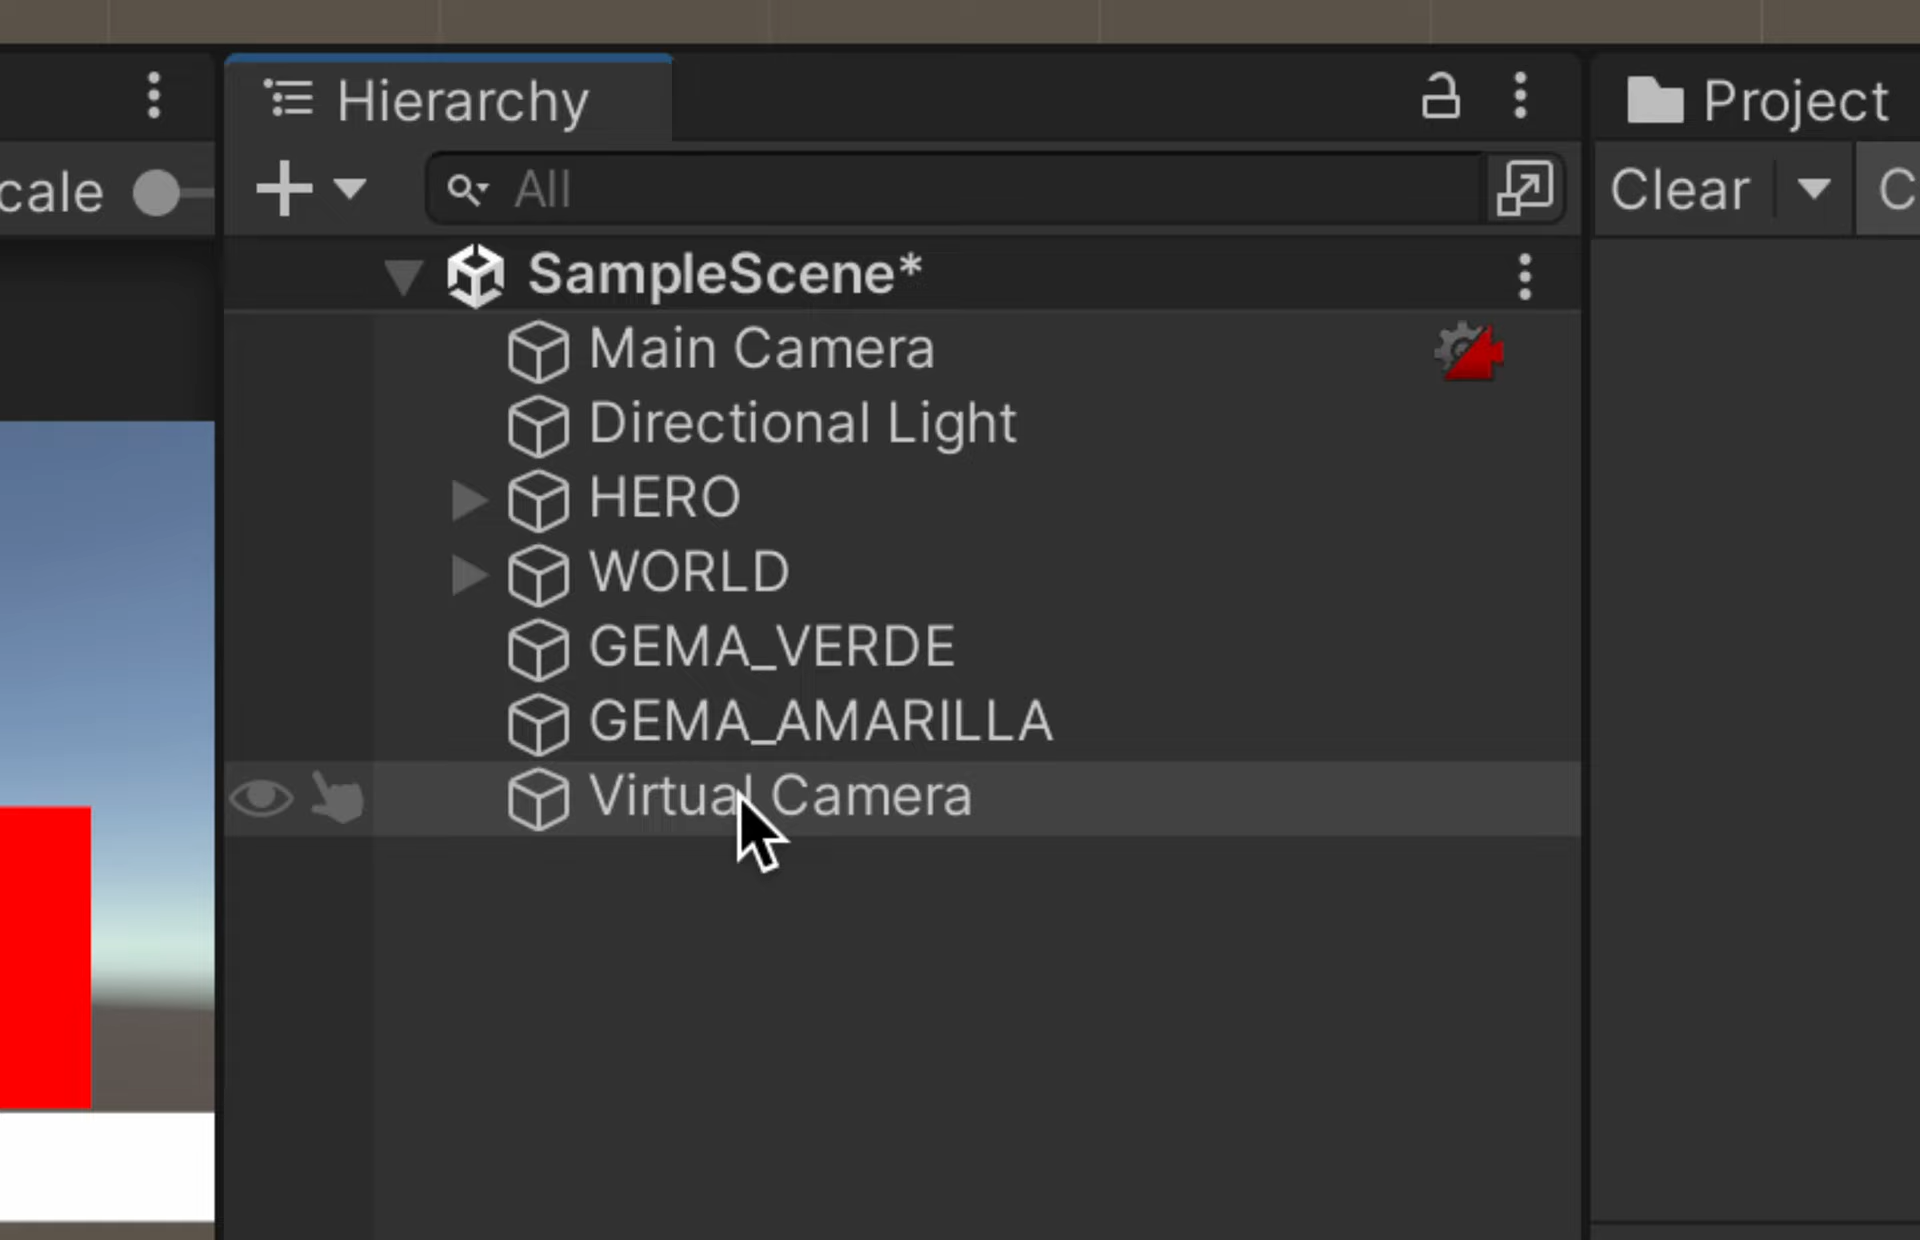 Hierarchy
Project
cale
All
Clear
C
SampleScene*
Main Camera
Directional Light
HERO
WORLD
GEMA_VERDE
GEMA_AMARILLA
Virtual Camera